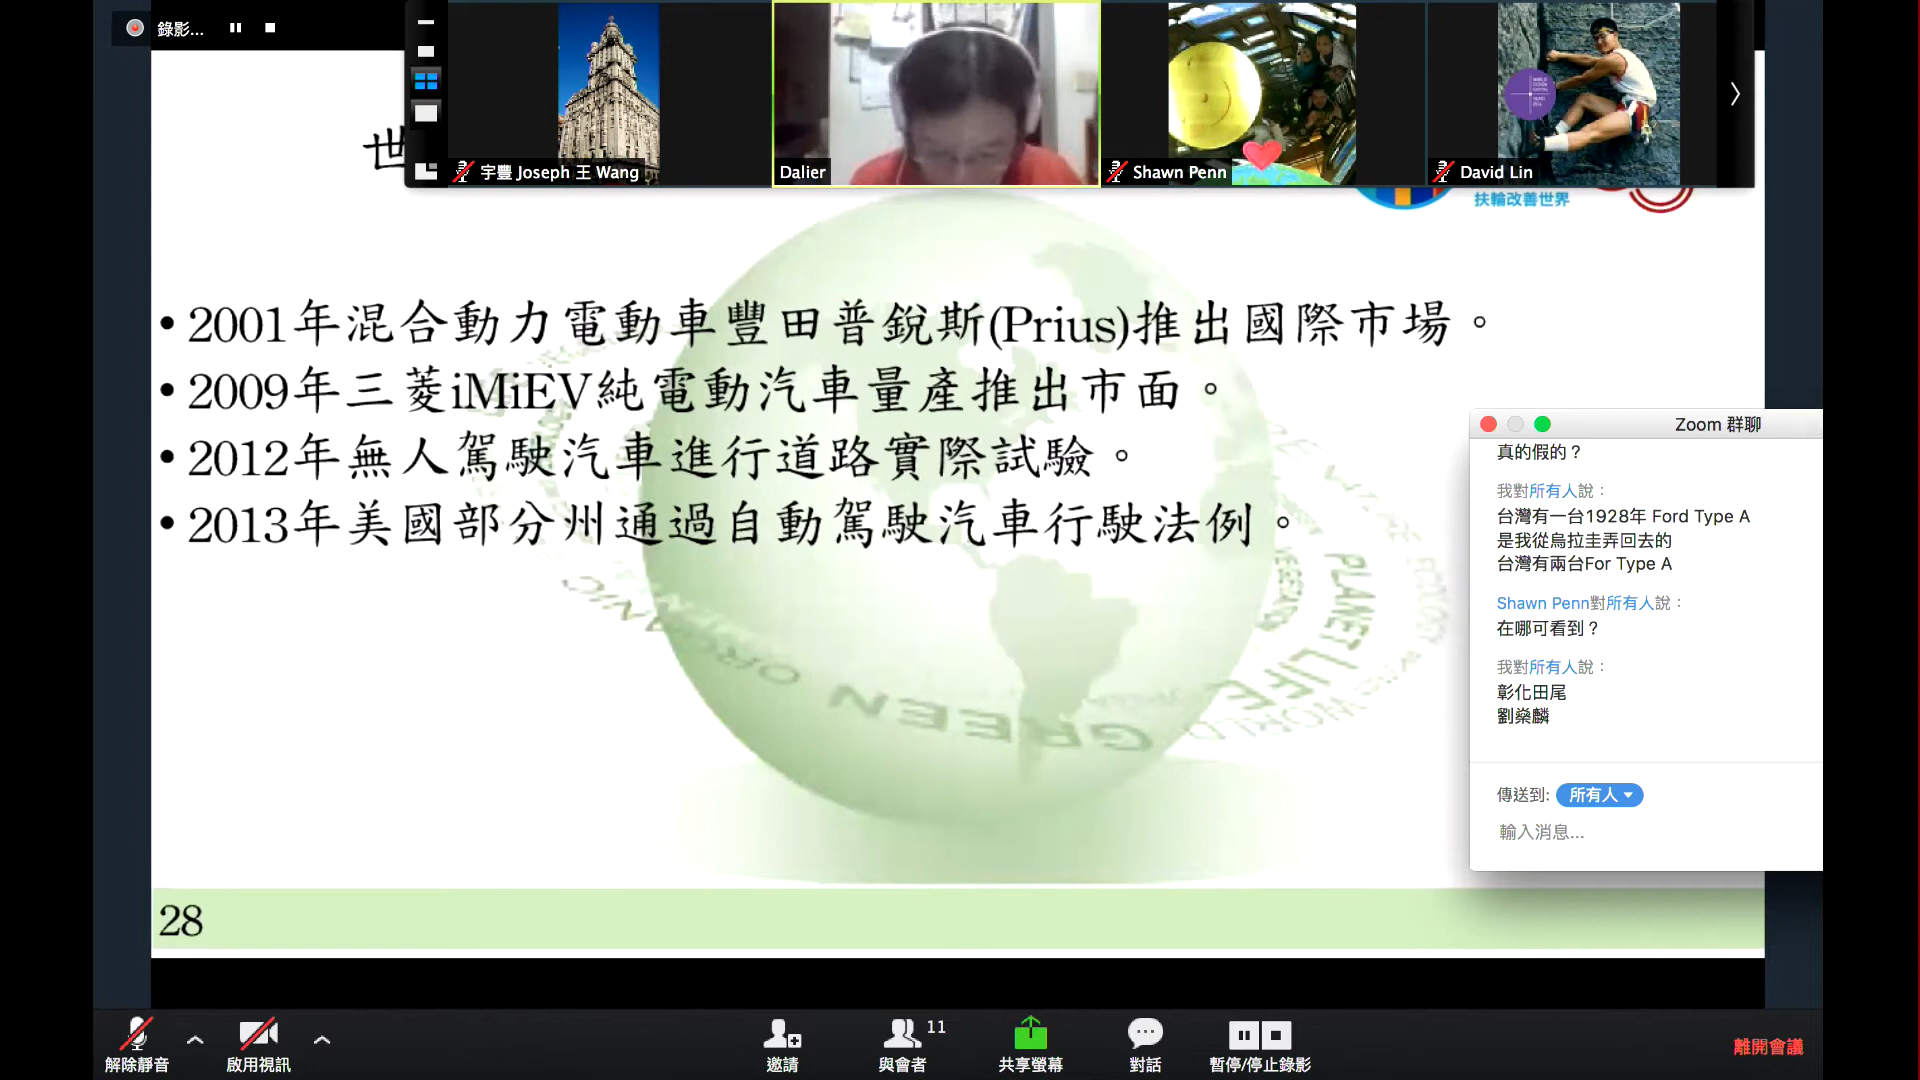 錄影...
宇豐 Joseph 王 Wang
Dalier
Shawn Penn
David Lin
世
扶輪改善世界
• 2001年混合動力電動車豐田普銳斯(Prius)推出國際市場。
• 2009年三菱iMiEV純電動汽車量產推出市面。
• 2012年無人駕駛汽車進行道路實際試驗。
• 2013年美國部分州通過自動駕駛汽車行駛法例。
PLANET LIFE
WORLD
GREEN
ORGANIC
28
Zoom 群聊
真的假的？
我對所有人說：
台灣有一台1928年 Ford Type A
是我從烏拉圭弄回去的
台灣有兩台For Type A
Shawn Penn對所有人說：
在哪可看到？
我對所有人說：
彰化田尾
劉燊麟
傳送到: 所有人
輸入消息...
解除靜音
啟用視訊
邀請
與會者 11
共享螢幕
對話
暫停/停止錄影
離開會議